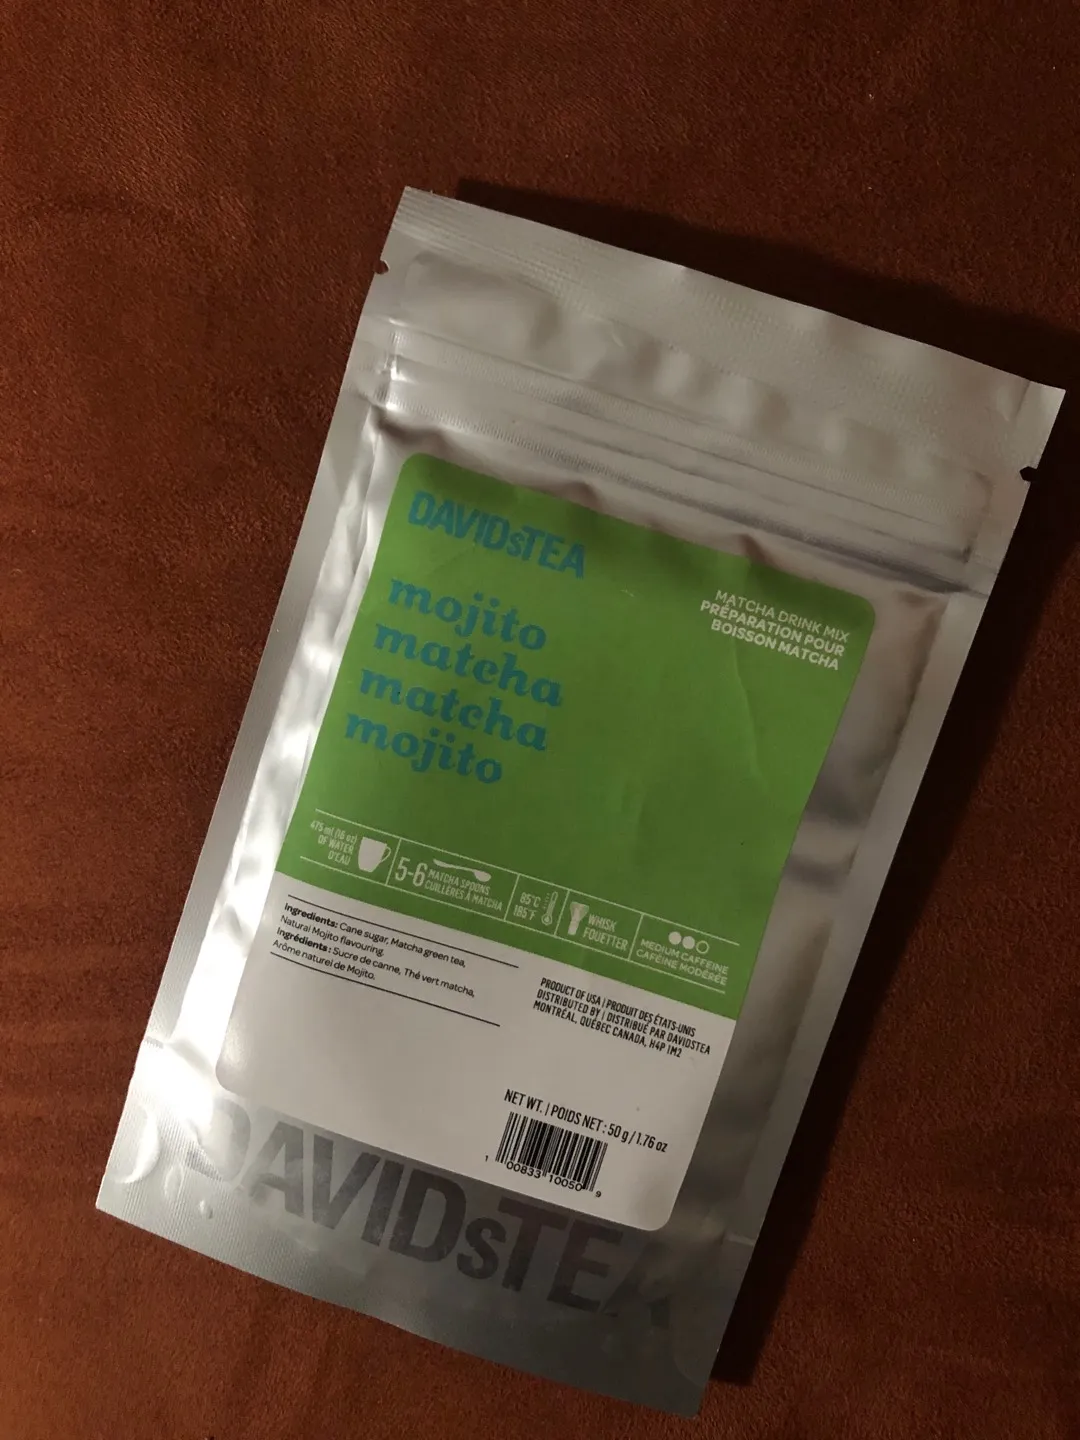 DAVIDsTEA
mojito
matcha
matcha
mojito
MATCHA DRINK MIX
PRÉPARATION POUR
BOISSON MATCHA
475 ml (16 oz)
OF WATER
D'EAU
5-6
MATCHA SPOONS
CUILLÈRES À MATCHA
85°C
185°F
WHISK
FOUETTER
MEDIUM CAFFEINE
CAFÉINE MODÉRÉE
Ingredients: Cane sugar, Matcha green tea,
Natural Mojito flavouring.
Ingrédients : Sucre de canne, Thé vert matcha,
Arôme naturel de Mojito.
PRODUCT OF USA | PRODUIT DES ÉTATS-UNIS
DISTRIBUTED BY | DISTRIBUÉ PAR DAVIDSTEA
MONTRÉAL, QUÉBEC CANADA, H4P 1M2
NET WT. | POIDS NET : 50 g / 1.76 oz
1 00833 10050 9
DAVIDsTEA